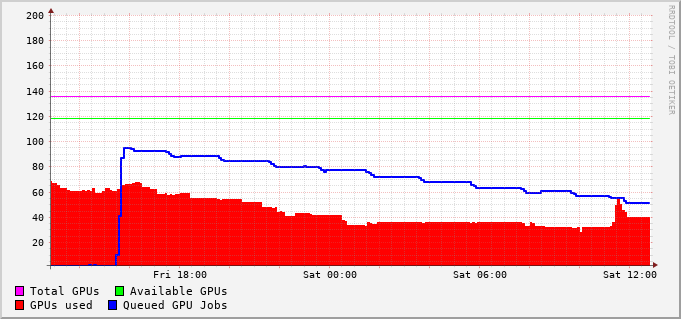 200
180
160
140
120
100
80
60
40
20
Fri 18:00 Sat 00:00 Sat 06:00 Sat 12:00
Total GPUs Available GPUs
GPUs used Queued GPU Jobs
RRDTOOL / TOBI OETIKER